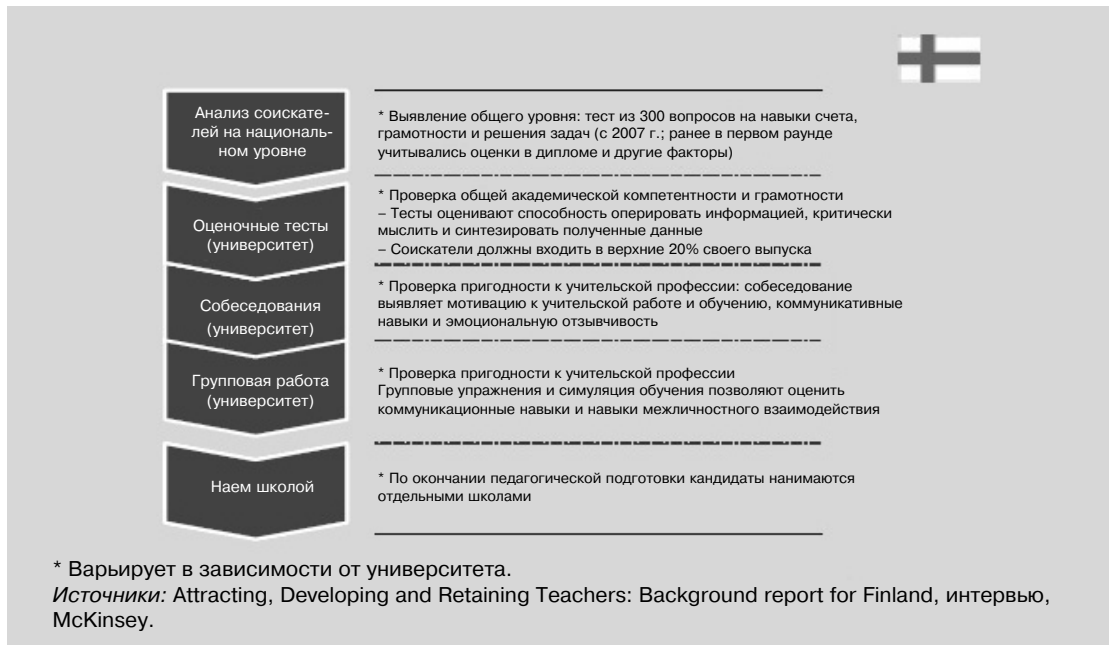 Анализ соискате-
лей на националь-
ном уровне
* Выявление общего уровня: тест из 300 вопросов на навыки счета,
грамотности и решения задач (с 2007 г.; ранее в первом раунде
учитывались оценки в дипломе и другие факторы)
Оценочные тесты
(университет)
* Проверка общей академической компетентности и грамотности
– Тесты оценивают способность оперировать информацией, критически
мыслить и синтезировать полученные данные
– Соискатели должны входить в верхние 20% своего выпуска
Собеседования
(университет)
* Проверка пригодности к учительской профессии: собеседование
выявляет мотивацию к учительской работе и обучению, коммуникативные
навыки и эмоциональную отзывчивость
Групповая работа
(университет)
* Проверка пригодности к учительской профессии
Групповые упражнения и симуляция обучения позволяют оценить
коммуникационные навыки и навыки межличностного взаимодействия
Наем школой
* По окончании педагогической подготовки кандидаты нанимаются
отдельными школами
* Варьирует в зависимости от университета.
Источники: Attracting, Developing and Retaining Teachers: Background report for Finland, интервью,
McKinsey.